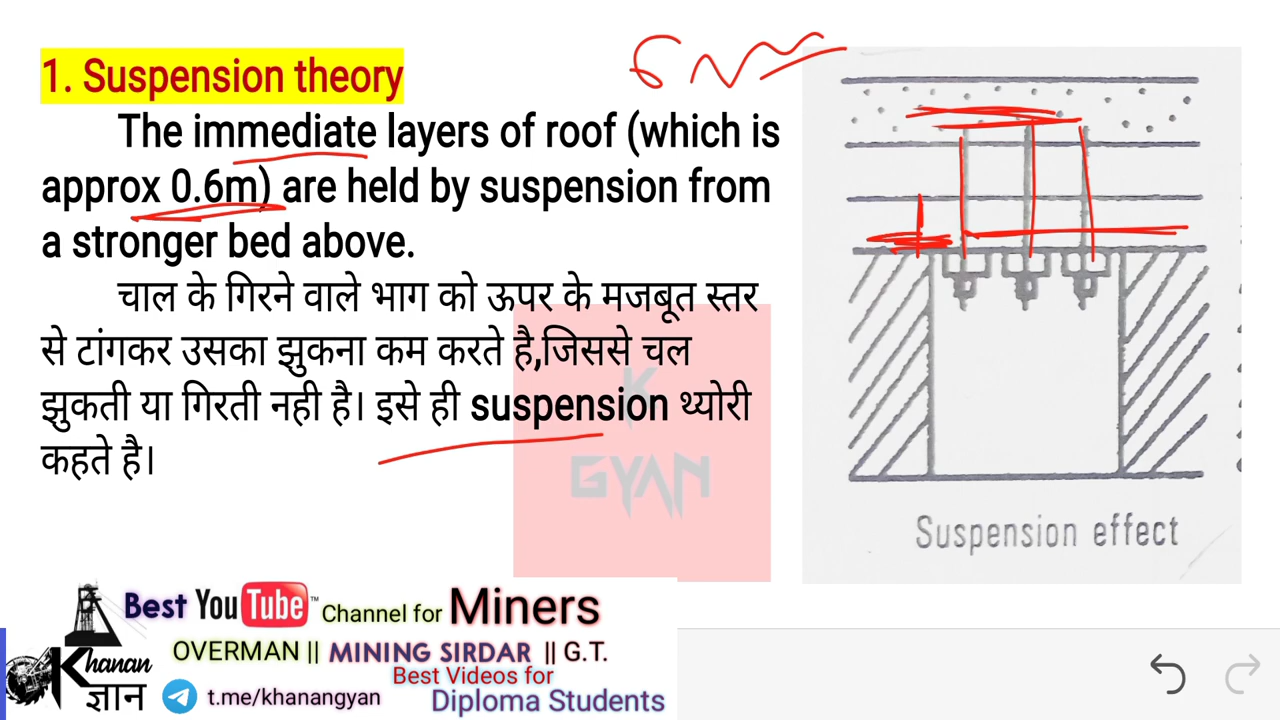 1. Suspension theory
The immediate layers of roof (which is
approx 0.6m) are held by suspension from
a stronger bed above.
चाल के गिरने वाले भाग को ऊपर के मजबूत स्तर
से टांगकर उसका झुकना कम करते है,जिससे चल
झुकती या गिरती नही है। इसे ही suspension थ्योरी
कहते है।
K
GYAN
Suspension effect
Best YouTube™ Channel for Miners
OVERMAN || MINING SIRDAR || G.T.
Best Videos for
Diploma Students
Khanan
ज्ञान
t.me/khanangyan